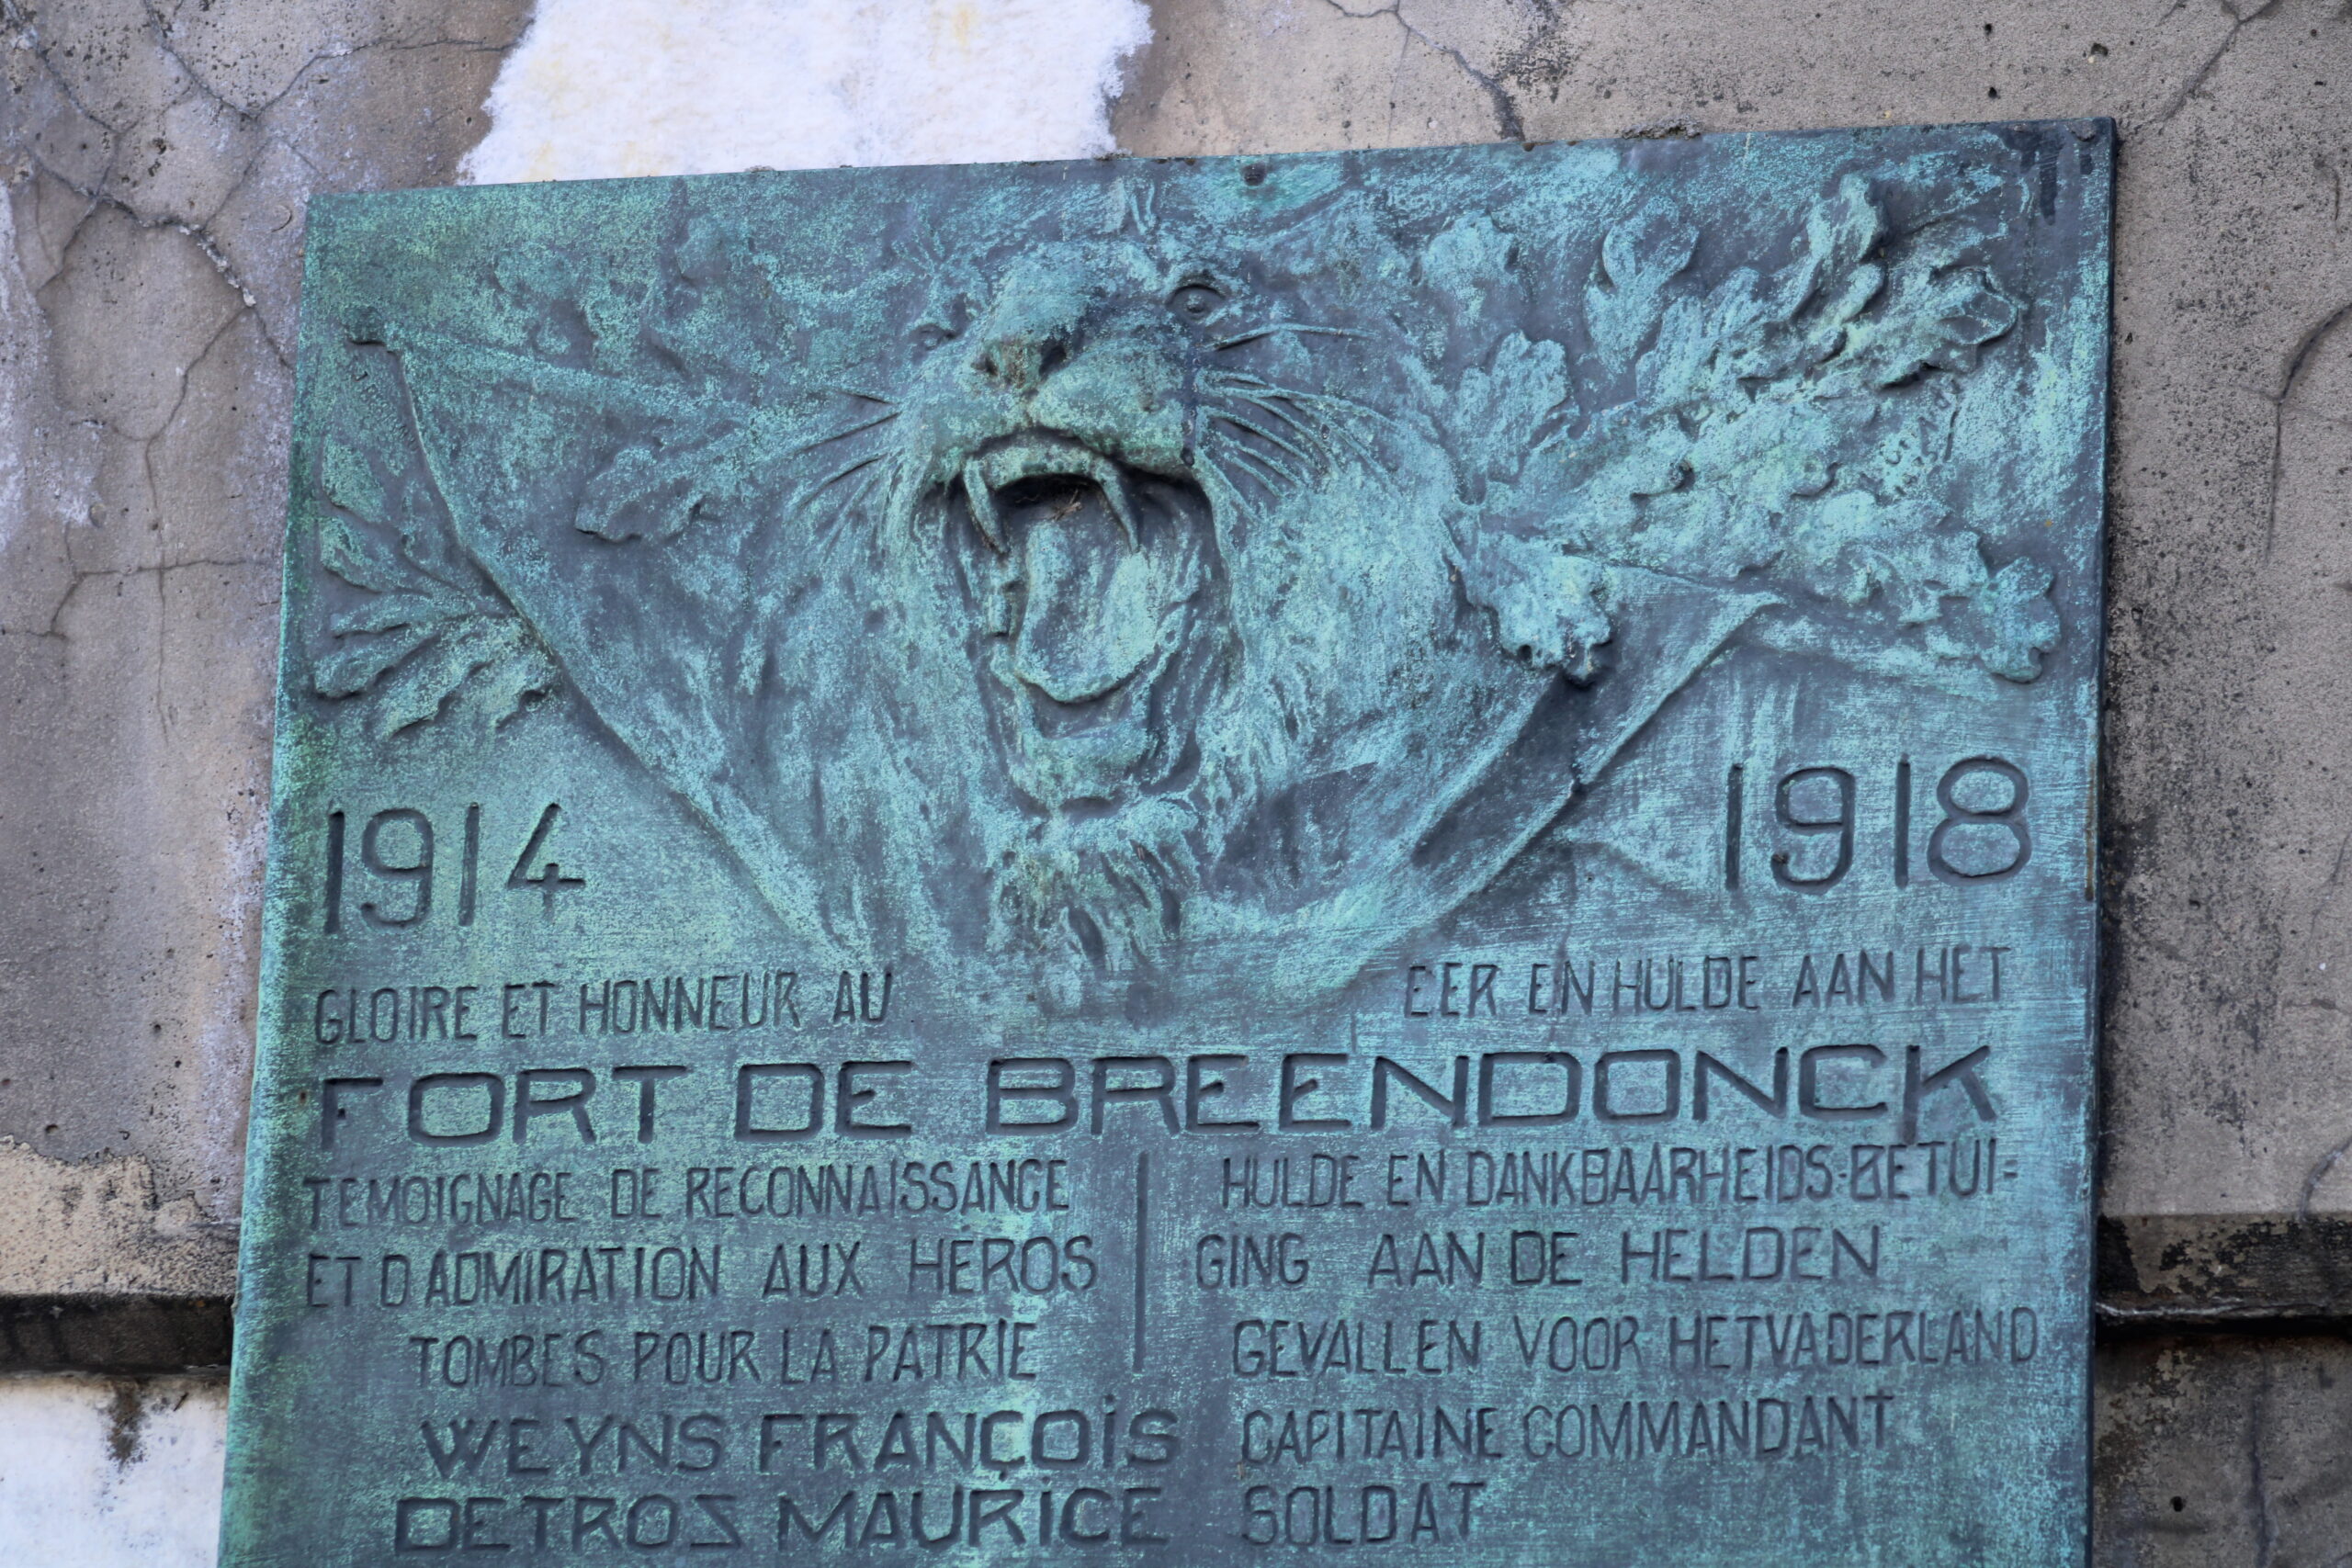 1914 1918
GLOIRE ET HONNEUR AU EER EN HULDE AAN HET
FORT DE BREENDONCK
TEMOIGNAGE DE RECONNAISSANCE
ET D ADMIRATION AUX HEROS
TOMBES POUR LA PATRIE
HULDE EN DANKBAARHEIDS-BETUI=
GING AAN DE HELDEN
GEVALLEN VOOR HET VADERLAND
WEYNS FRANÇOIS CAPITAINE COMMANDANT
DETROZ MAURICE SOLDAT